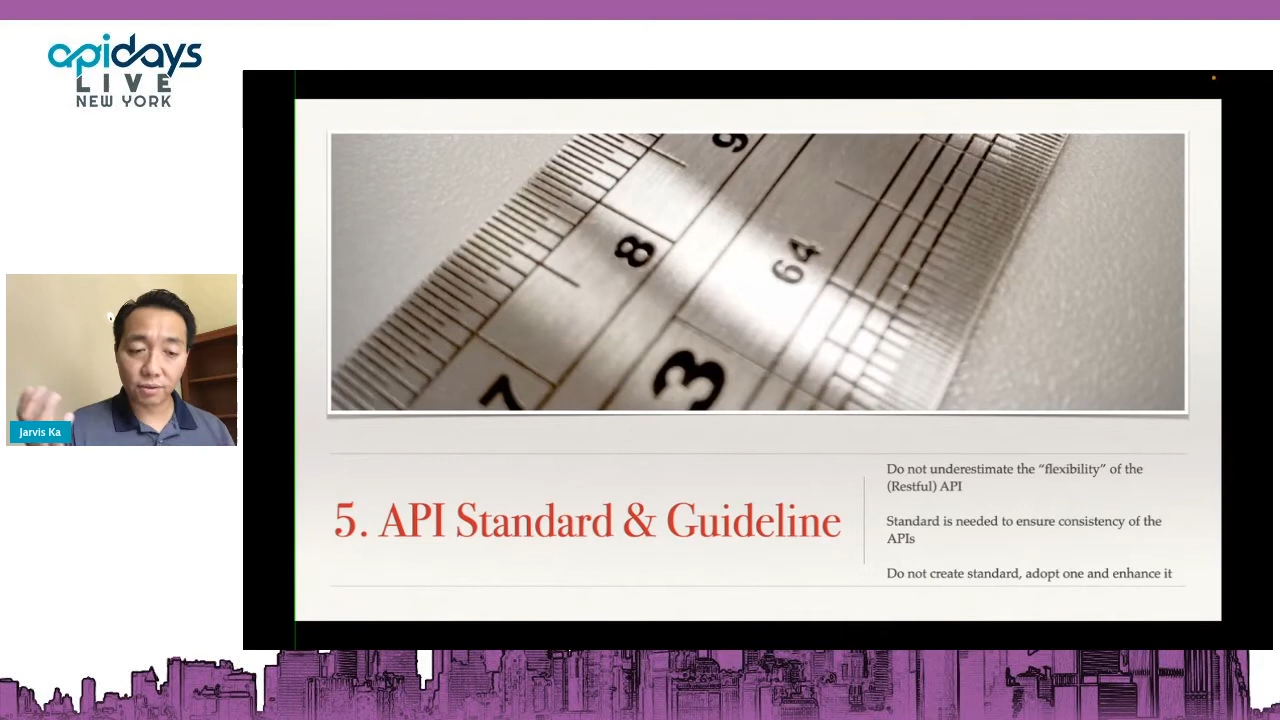 apidays
LIVE
NEW YORK
9
8
64
7
3
Jarvis Ka
5. API Standard & Guideline
Do not underestimate the “flexibility” of the
(Restful) API
Standard is needed to ensure consistency of the
APIs
Do not create standard, adopt one and enhance it